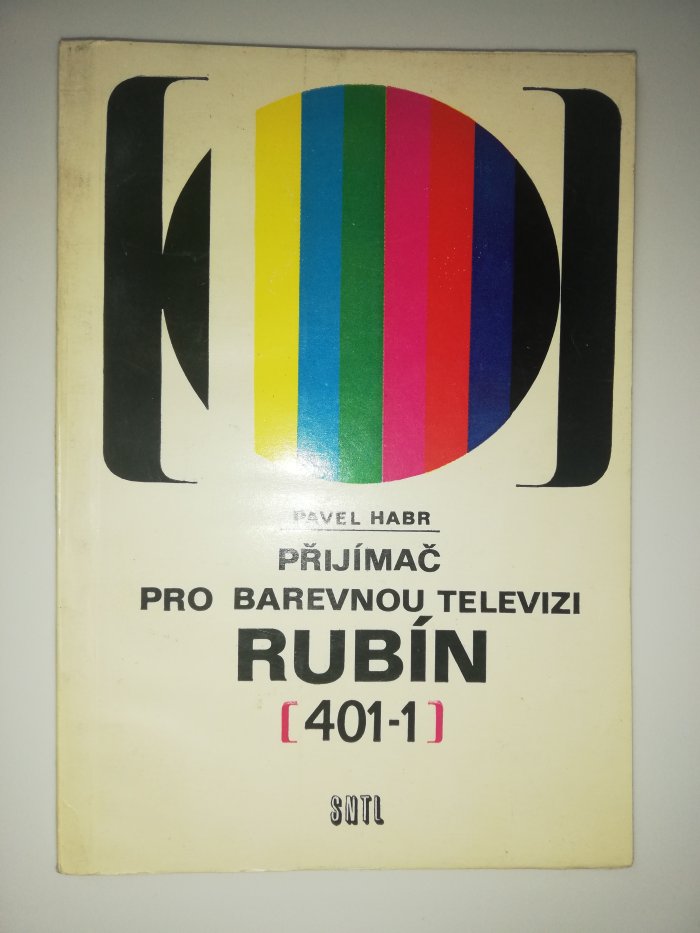 PAVEL HABR
PŘIJÍMAČ
PRO BAREVNOU TELEVIZI
RUBÍN
[401-1]
SNTL